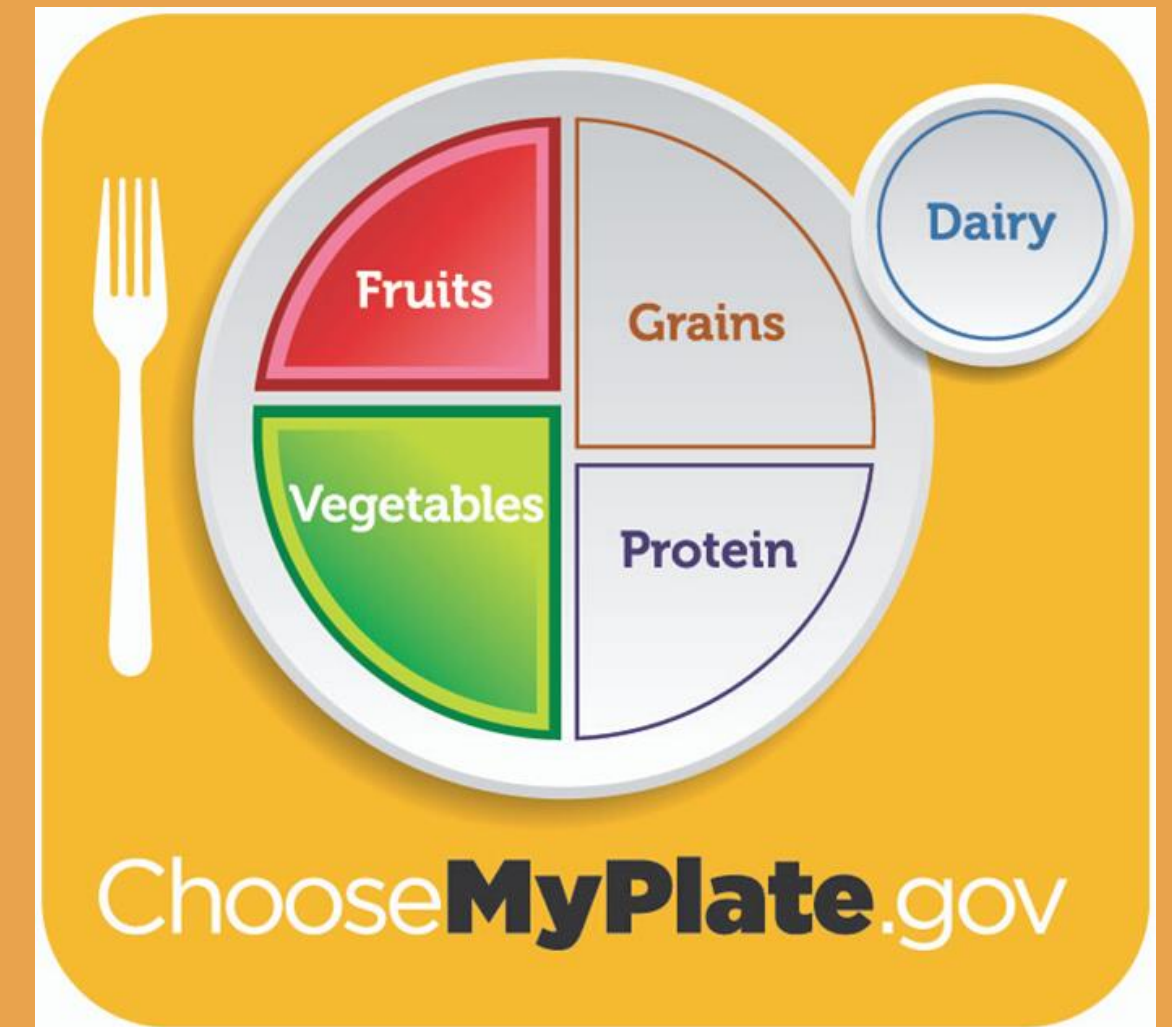 Fruits
Grains
Dairy
Vegetables
Protein
ChooseMyPlate.gov